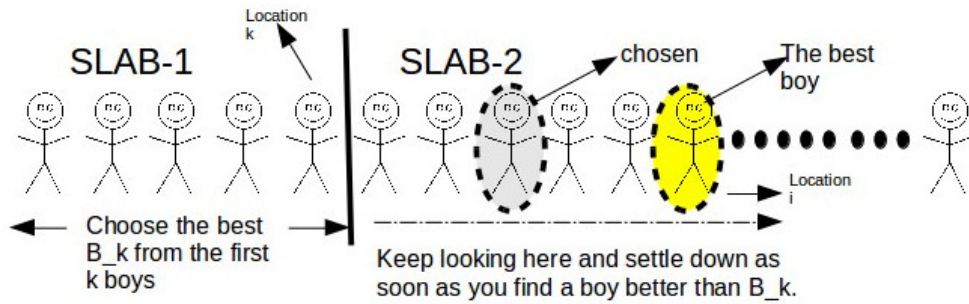 Location
k
SLAB-1
SLAB-2
chosen
The best
boy
Location
i
Choose the best
B_k from the first
k boys
Keep looking here and settle down as
soon as you find a boy better than B_k.